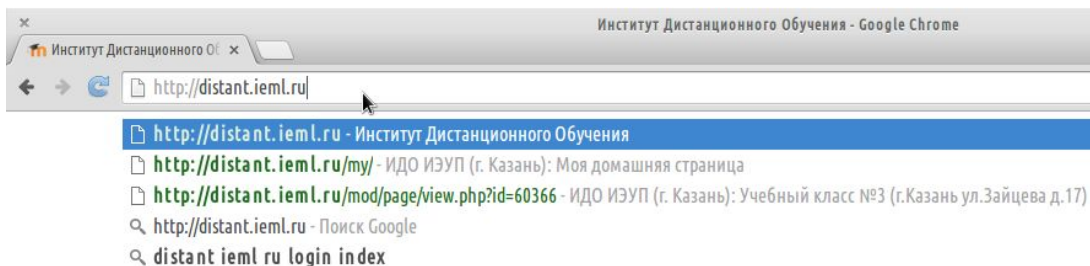 Институт Дистанционного Обучения - Google Chrome
Институт Дистанционного Об
http://distant.ieml.ru
http://distant.ieml.ru - Институт Дистанционного Обучения
http://distant.ieml.ru/my/ - ИДО ИЭУП (г. Казань): Моя домашняя страница
http://distant.ieml.ru/mod/page/view.php?id=60366 - ИДО ИЭУП (г. Казань): Учебный класс №3 (г.Казань ул.Зайцева д.17)
http://distant.ieml.ru - Поиск Google
distant ieml ru login index